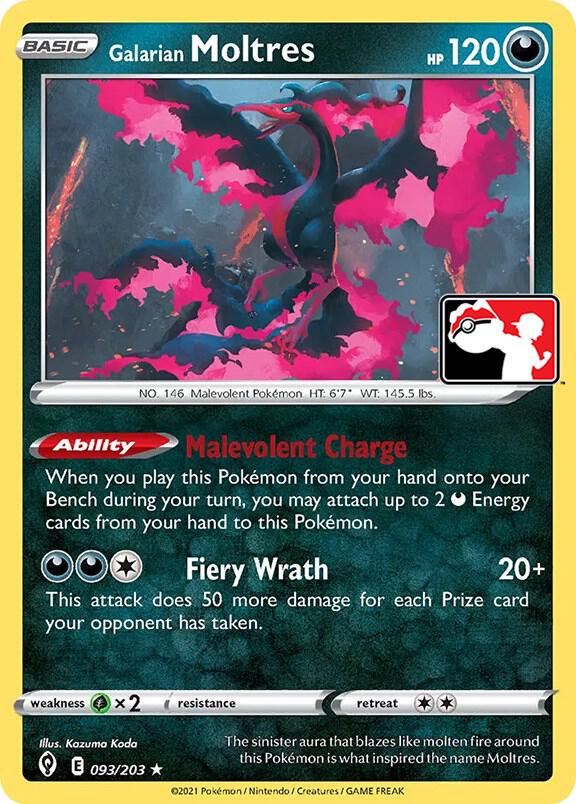 BASIC Galarian Moltres HP 120
NO. 146 Malevolent Pokémon HT: 6'7" WT: 145.5 lbs.
Ability Malevolent Charge
When you play this Pokémon from your hand onto your
Bench during your turn, you may attach up to 2 Energy
cards from your hand to this Pokémon.
Fiery Wrath 20+
This attack does 50 more damage for each Prize card
your opponent has taken.
weakness ×2 resistance retreat
Illus. Kazuma Koda
The sinister aura that blazes like molten fire around
this Pokémon is what inspired the name Moltres.
E 093/203 ★
©2021 Pokémon / Nintendo / Creatures / GAME FREAK